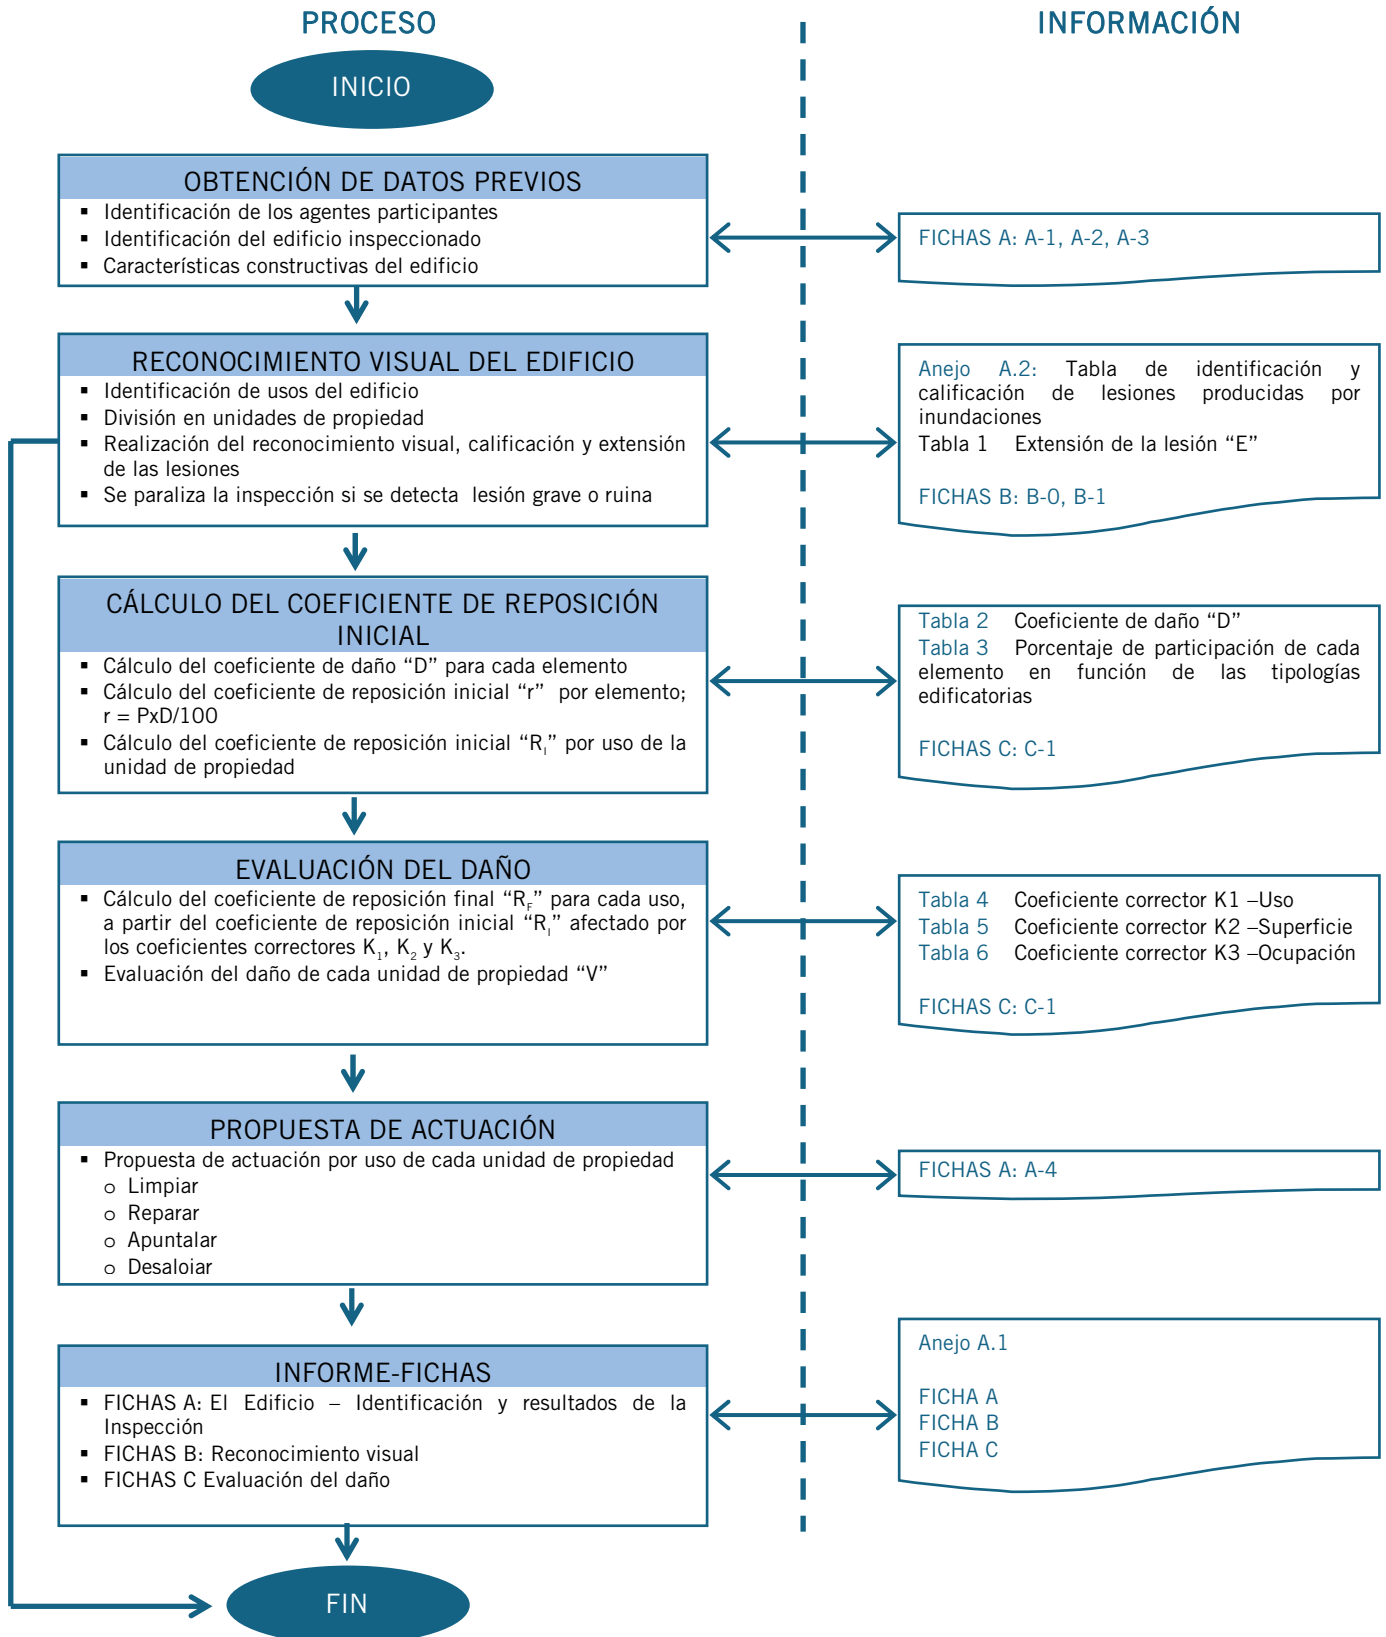 PROCESO
INFORMACIÓN
INICIO
OBTENCIÓN DE DATOS PREVIOS
▪ Identificación de los agentes participantes
▪ Identificación del edificio inspeccionado
▪ Características constructivas del edificio
FICHAS A: A-1, A-2, A-3
RECONOCIMIENTO VISUAL DEL EDIFICIO
▪ Identificación de usos del edificio
▪ División en unidades de propiedad
▪ Realización del reconocimiento visual, calificación y extensión
de las lesiones
▪ Se paraliza la inspección si se detecta lesión grave o ruina
Anejo A.2: Tabla de identificación y
calificación de lesiones producidas por
inundaciones
Tabla 1 Extensión de la lesión “E”
FICHAS B: B-0, B-1
CÁLCULO DEL COEFICIENTE DE REPOSICIÓN
INICIAL
▪ Cálculo del coeficiente de daño “D” para cada elemento
▪ Cálculo del coeficiente de reposición inicial “r” por elemento;
r = PxD/100
▪ Cálculo del coeficiente de reposición inicial “R_I” por uso de la
unidad de propiedad
Tabla 2 Coeficiente de daño “D”
Tabla 3 Porcentaje de participación de cada
elemento en función de las tipologías
edificatorias
FICHAS C: C-1
EVALUACIÓN DEL DAÑO
▪ Cálculo del coeficiente de reposición final “R_F” para cada uso,
a partir del coeficiente de reposición inicial “R_I” afectado por
los coeficientes correctores K₁, K₂ y K₃.
▪ Evaluación del daño de cada unidad de propiedad “V”
Tabla 4 Coeficiente corrector K1 –Uso
Tabla 5 Coeficiente corrector K2 –Superficie
Tabla 6 Coeficiente corrector K3 –Ocupación
FICHAS C: C-1
PROPUESTA DE ACTUACIÓN
▪ Propuesta de actuación por uso de cada unidad de propiedad
o Limpiar
o Reparar
o Apuntalar
o Desaloiar
FICHAS A: A-4
INFORME-FICHAS
▪ FICHAS A: El Edificio – Identificación y resultados de la
Inspección
▪ FICHAS B: Reconocimiento visual
▪ FICHAS C Evaluación del daño
Anejo A.1
FICHA A
FICHA B
FICHA C
FIN